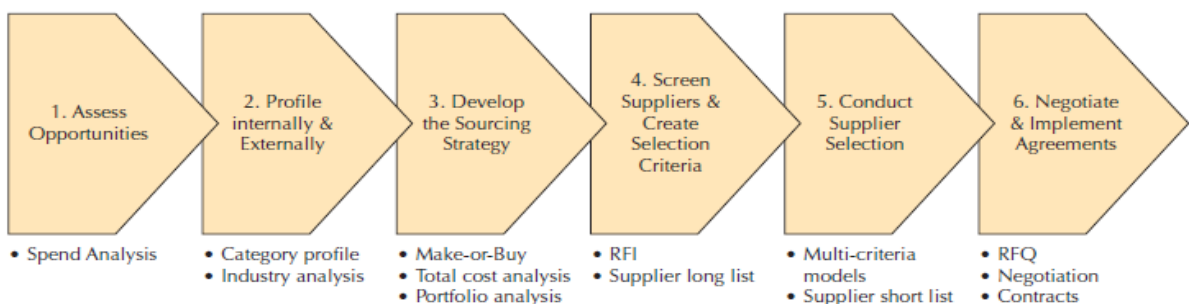 1. Assess
Opportunities
2. Profile
internally &
Externally
3. Develop
the Sourcing
Strategy
4. Screen
Suppliers &
Create
Selection
Criteria
5. Conduct
Supplier
Selection
6. Negotiate
& Implement
Agreements
• Spend Analysis
• Category profile
• Industry analysis
• Make-or-Buy
• Total cost analysis
• Portfolio analysis
• RFI
• Supplier long list
• Multi-criteria
models
• Supplier short list
• RFQ
• Negotiation
• Contracts